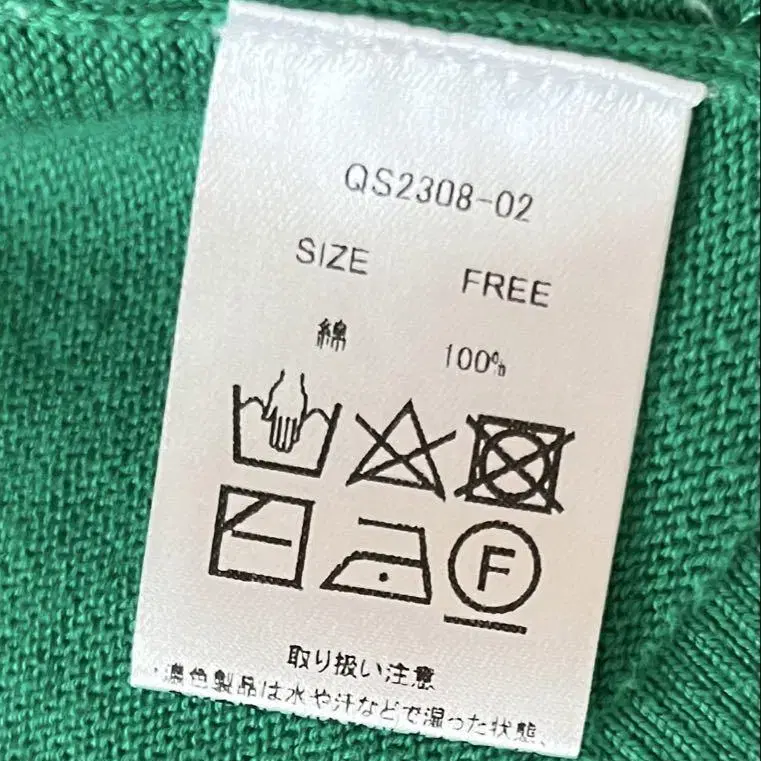 QS2308-02
SIZE FREE
綿 100%
F
取り扱い注意
・濃色製品は水や汗などで湿った状態、